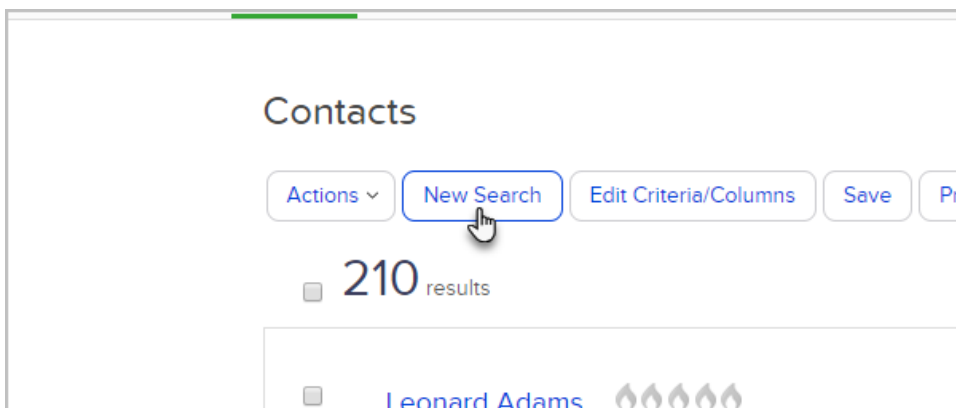 Contacts
Actions New Search Edit Criteria/Columns Save
210 results
Leonard Adams